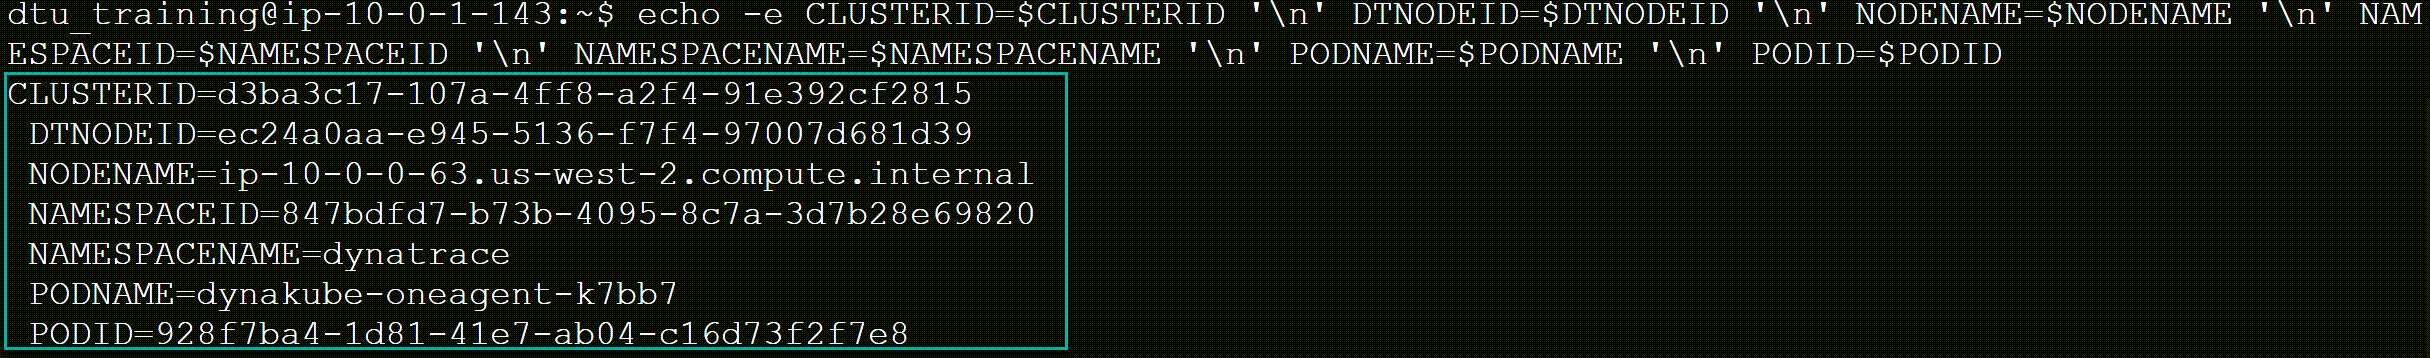 dtu_training@ip-10-0-1-143:~$ echo -e CLUSTERID=$CLUSTERID '\n' DTNODEID=$DTNODEID '\n' NODENAME=$NODENAME '\n' NAM
ESPACEID=$NAMESPACEID '\n' NAMESPACENAME=$NAMESPACENAME '\n' PODNAME=$PODNAME '\n' PODID=$PODID
CLUSTERID=d3ba3c17-107a-4ff8-a2f4-91e392cf2815
 DTNODEID=ec24a0aa-e945-5136-f7f4-97007d681d39
 NODENAME=ip-10-0-0-63.us-west-2.compute.internal
 NAMESPACEID=847bdfd7-b73b-4095-8c7a-3d7b28e69820
 NAMESPACENAME=dynatrace
 PODNAME=dynakube-oneagent-k7bb7
 PODID=928f7ba4-1d81-41e7-ab04-c16d73f2f7e8